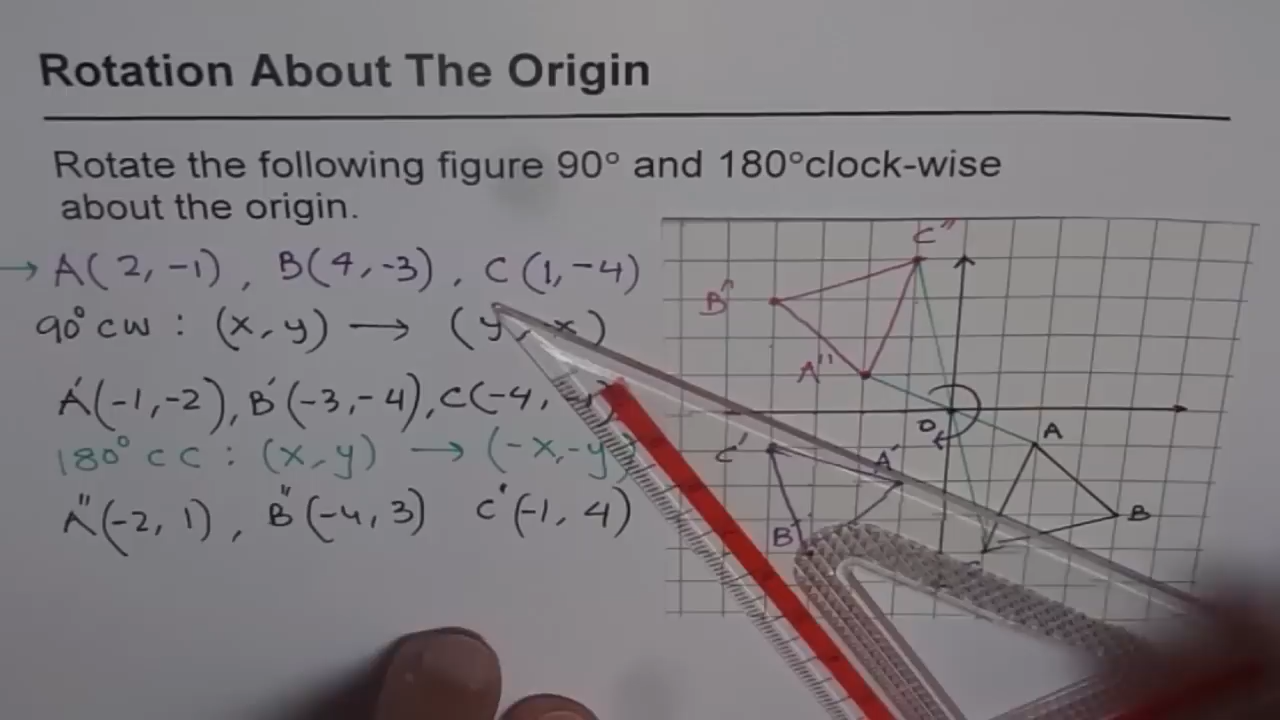 Rotation About The Origin
Rotate the following figure 90° and 180°clock-wise
about the origin.
→ A(2,-1), B(4,-3), C(1,-4)
90° cw : (x,y) → (y, -x)
A'(-1,-2), B'(-3,-4), C(-4,
180° cc : (x,y) → (-x,-y)
A"(-2, 1), B"(-4, 3) C'(-1, 4)
C"
B"
A"
O
A
C'
A'
B
B'